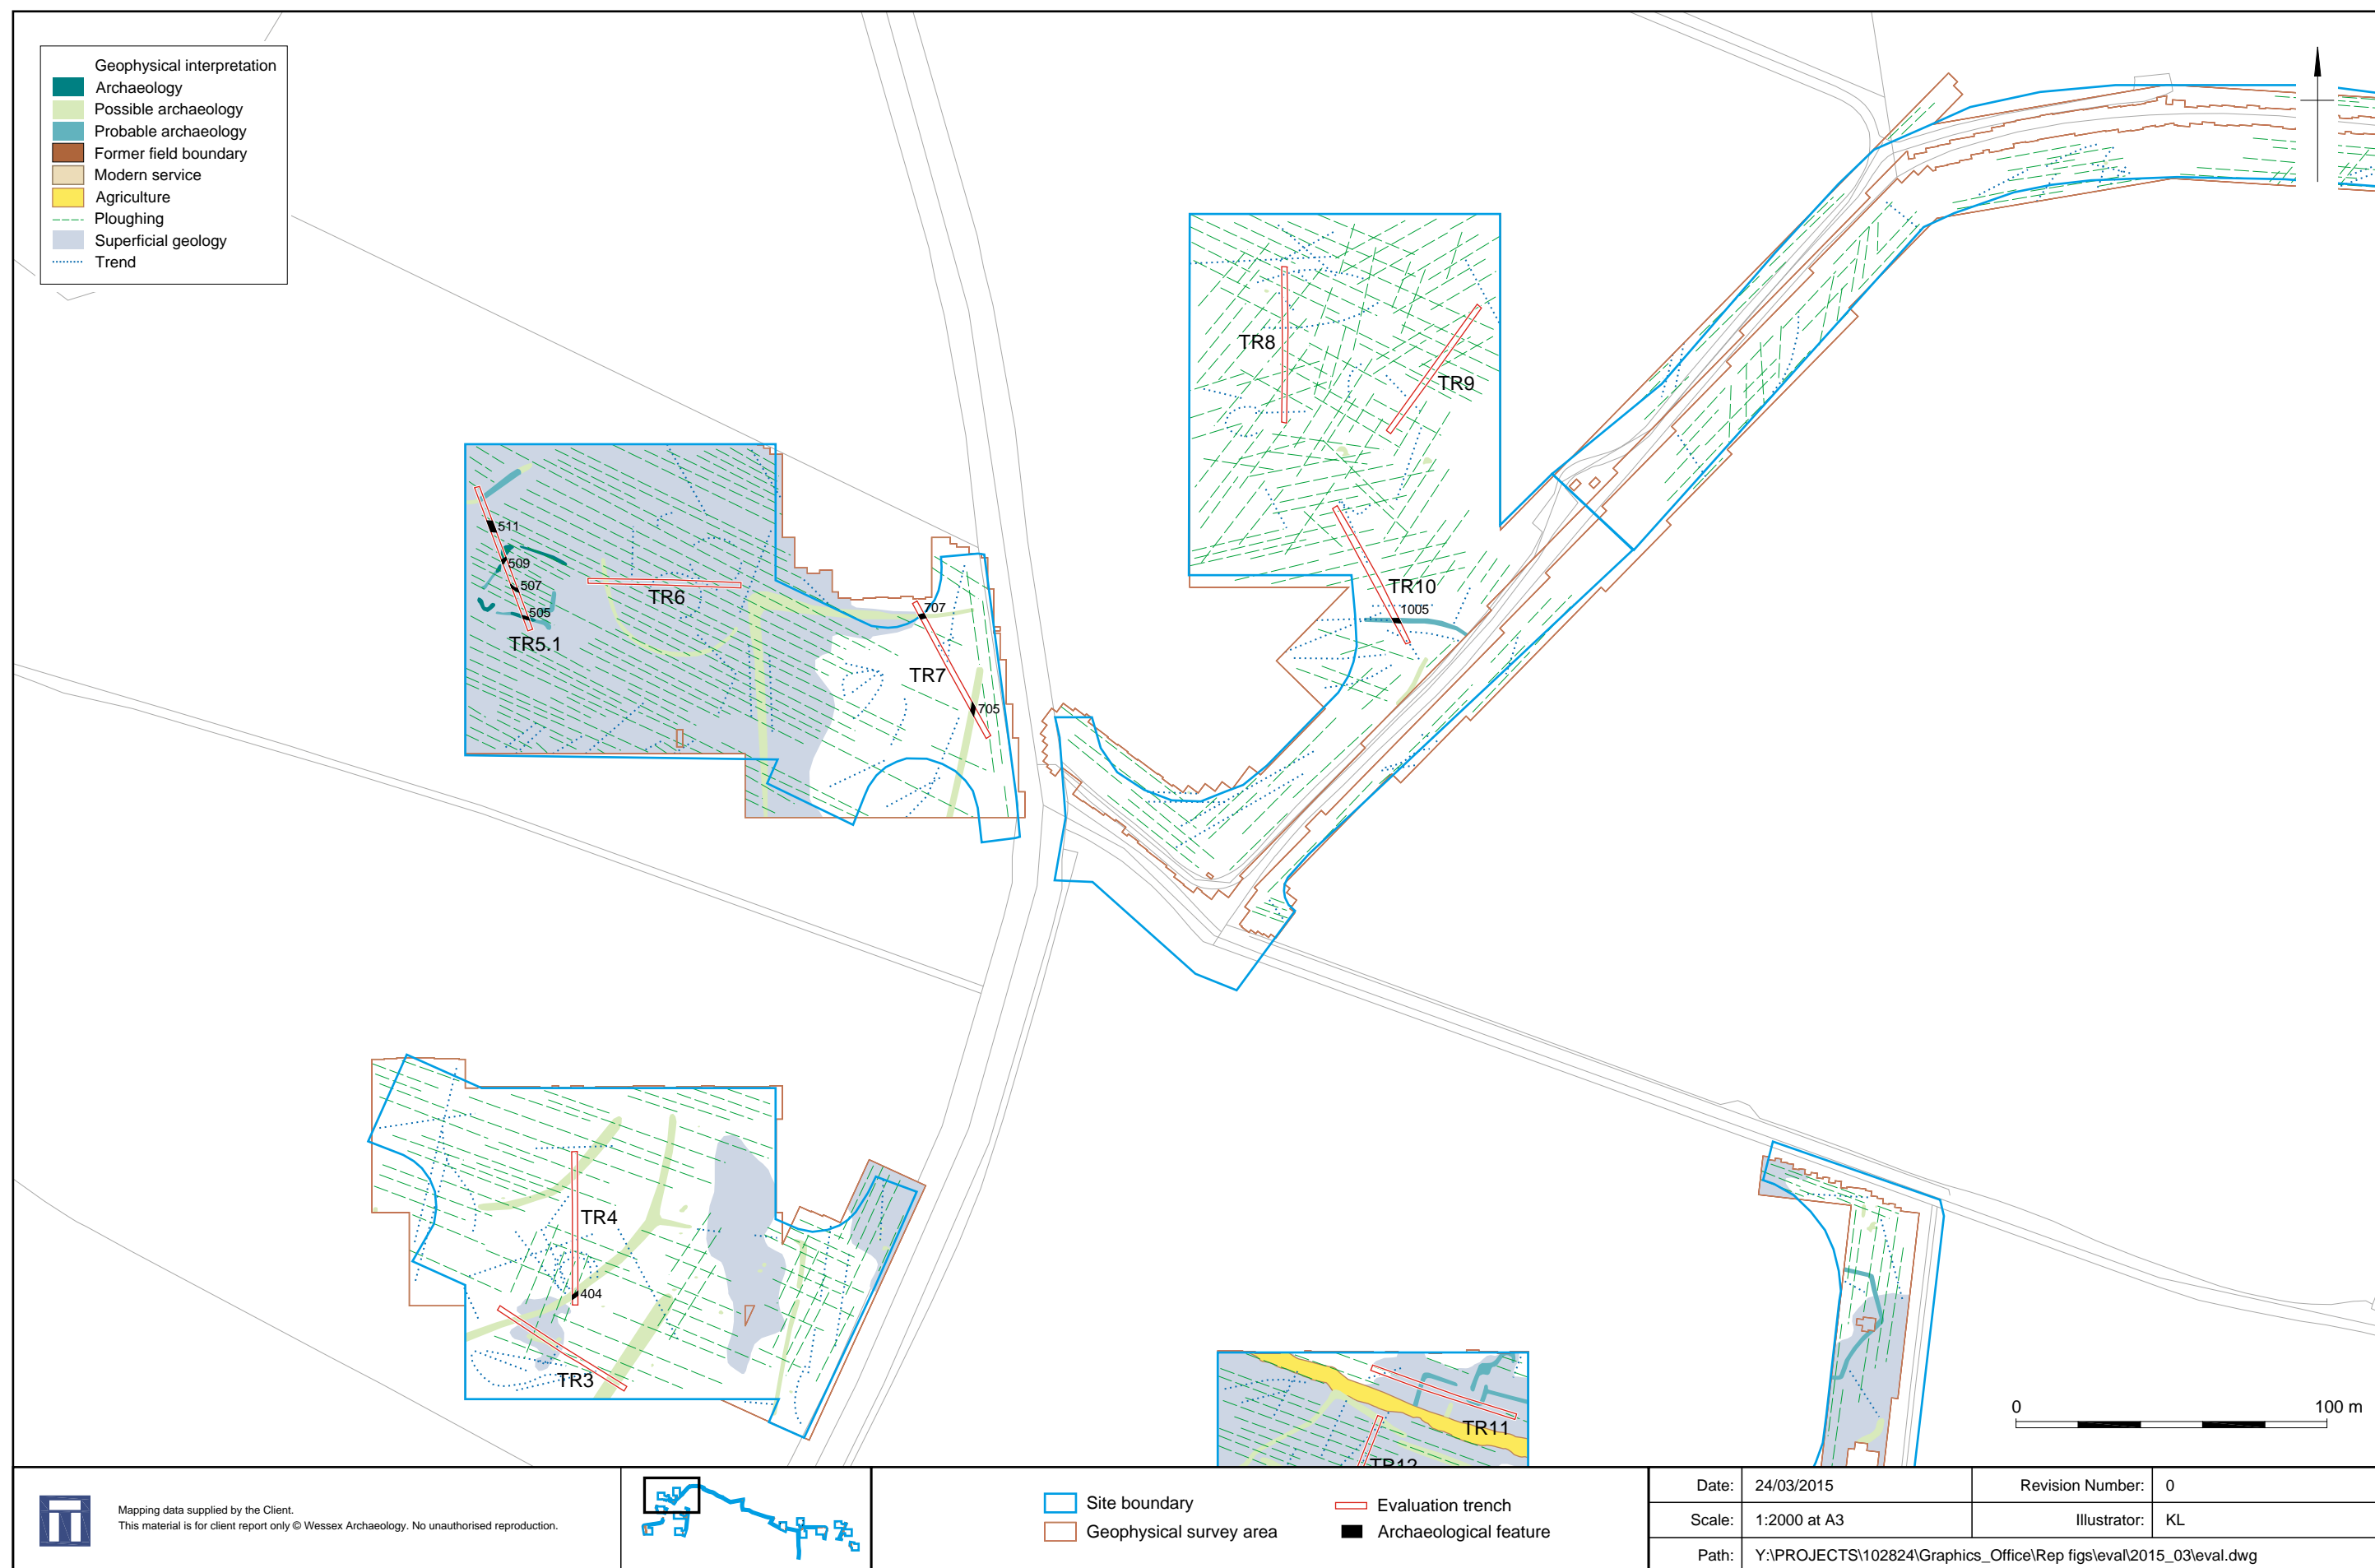 Geophysical interpretation
Archaeology
Possible archaeology
Probable archaeology
Former field boundary
Modern service
Agriculture
Ploughing
Superficial geology
Trend
TR8
TR9
TR10
1005
511
509
507
505
TR5.1
TR6
707
TR7
705
TR4
404
TR3
TR11
TR12
0 100 m
Mapping data supplied by the Client.
This material is for client report only © Wessex Archaeology. No unauthorised reproduction.
Site boundary
Geophysical survey area
Evaluation trench
Archaeological feature
Date: 24/03/2015 Revision Number: 0
Scale: 1:2000 at A3 Illustrator: KL
Path: Y:\PROJECTS\102824\Graphics_Office\Rep figs\eval\2015_03\eval.dwg